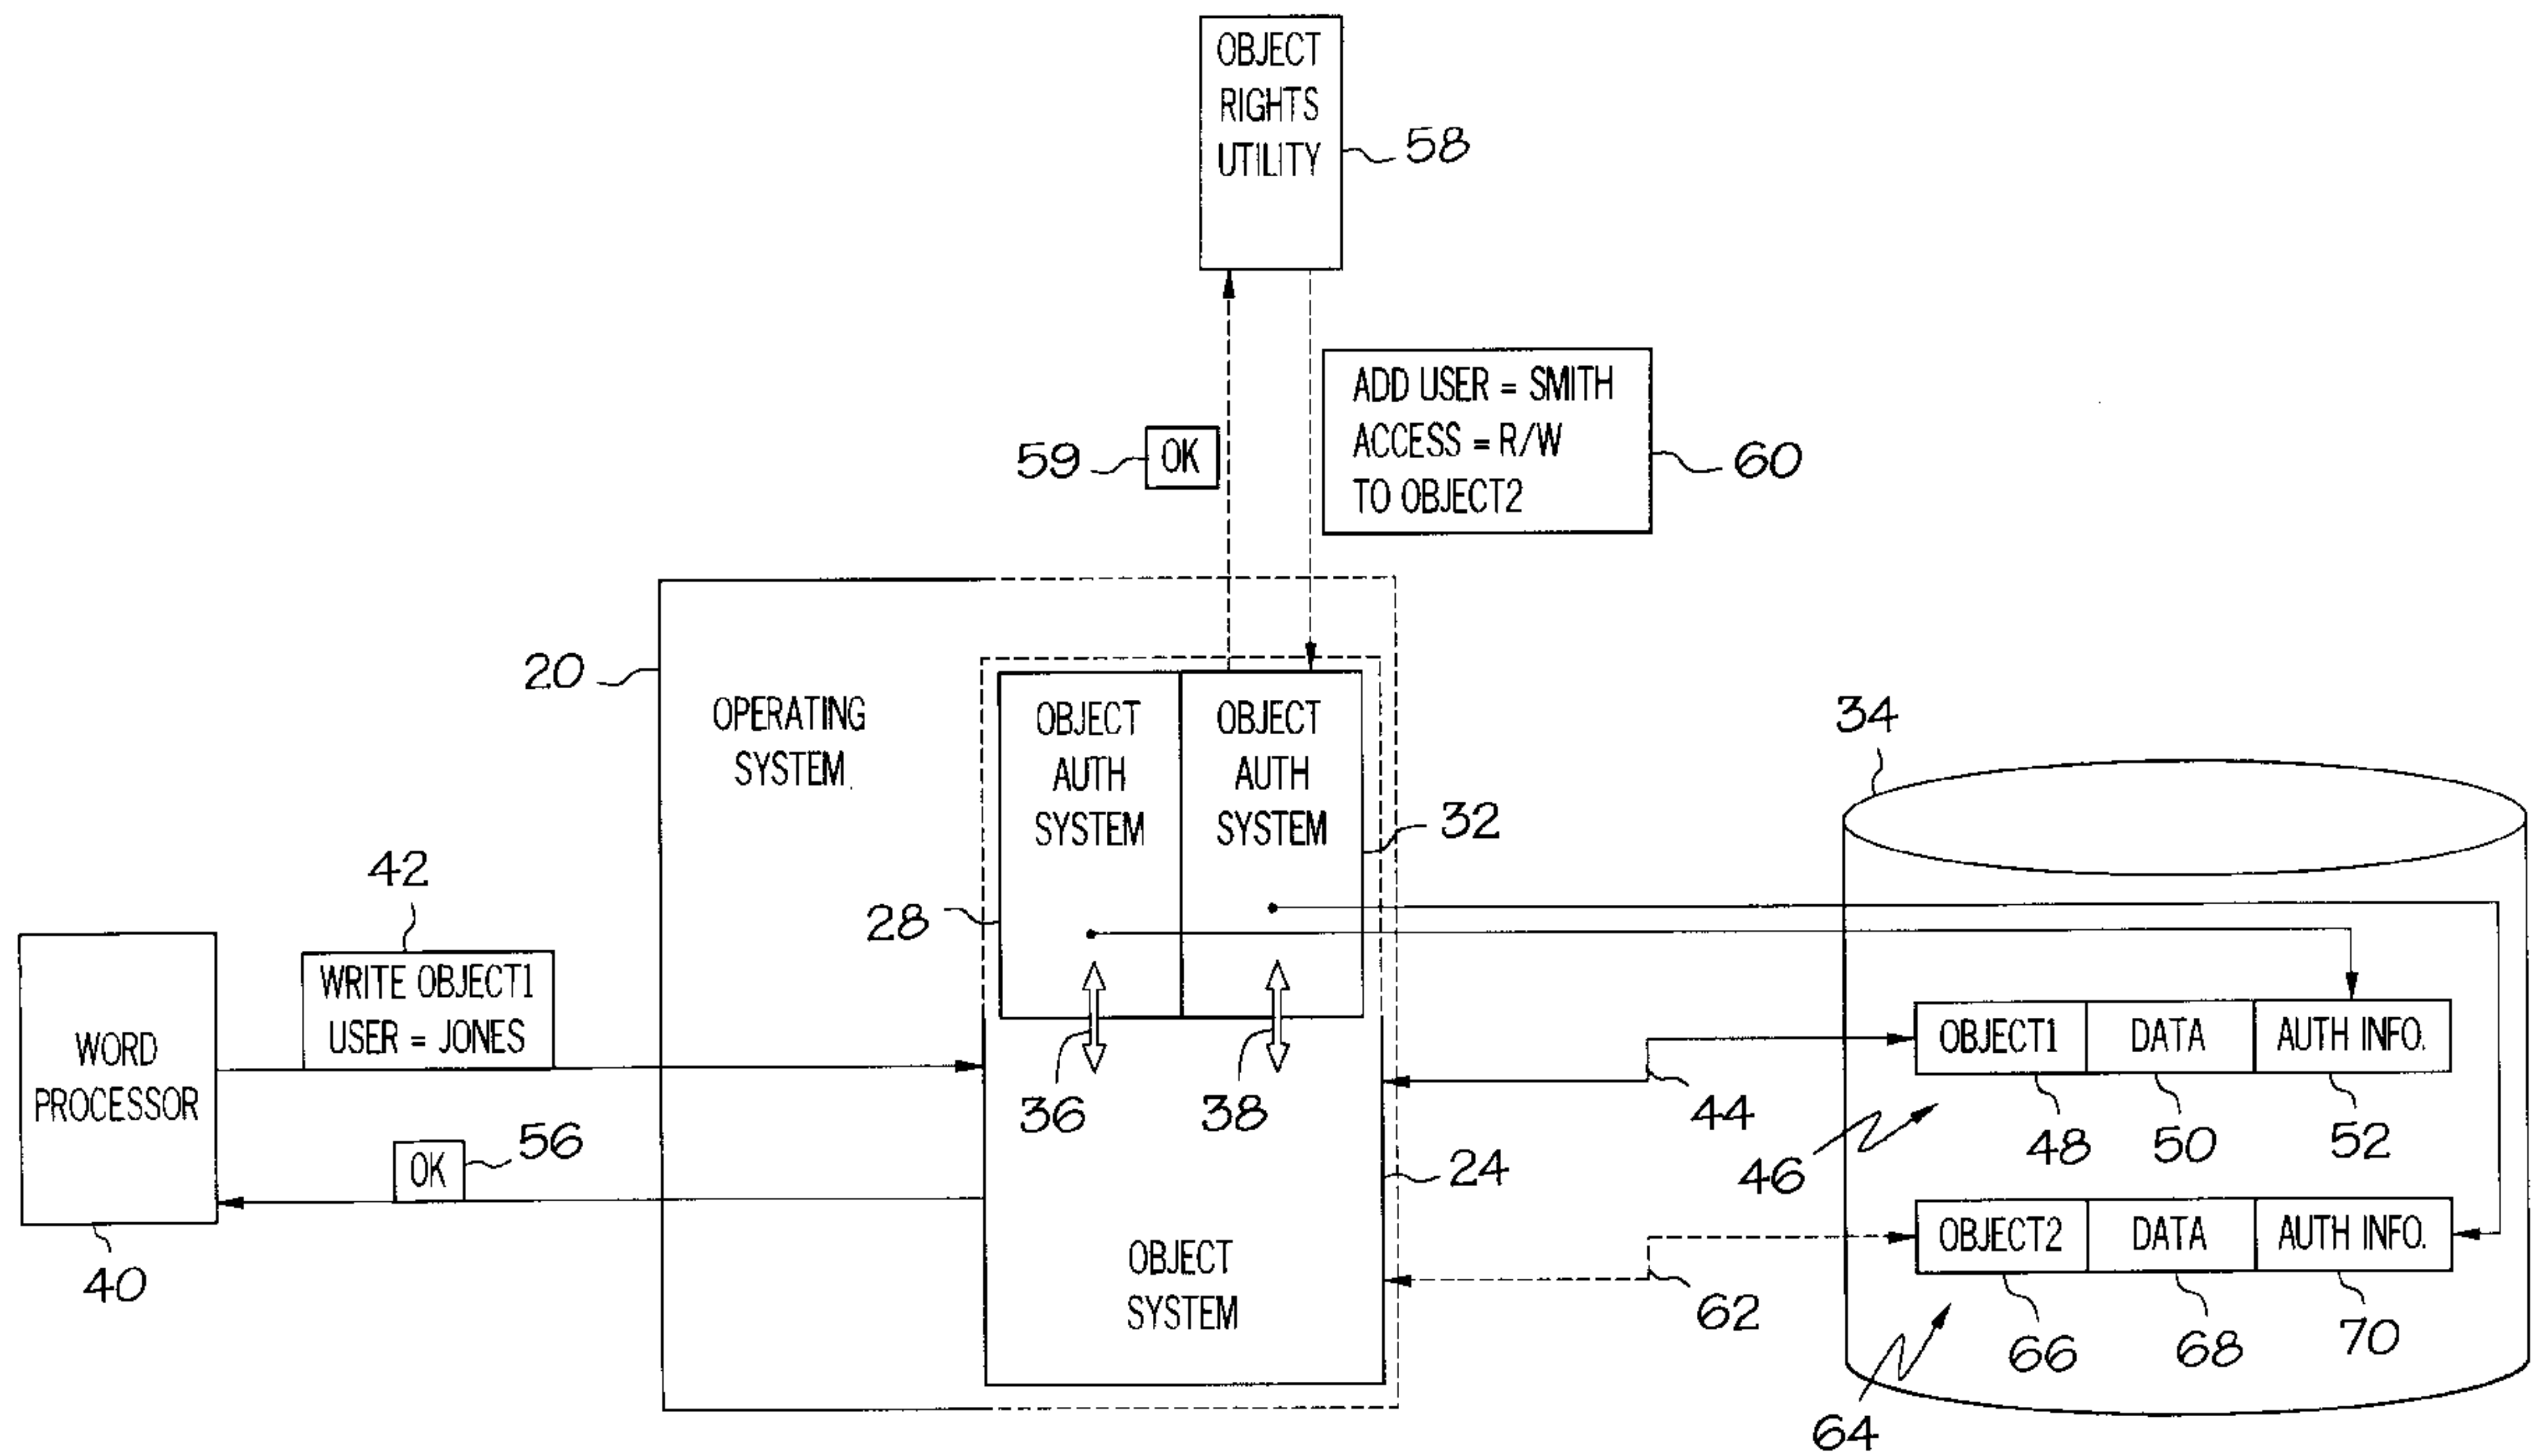 OBJECT
RIGHTS
UTILITY
58
59
OK
ADD USER = SMITH
ACCESS = R/W
TO OBJECT2
60
20
OPERATING
SYSTEM
OBJECT
AUTH
SYSTEM
OBJECT
AUTH
SYSTEM
32
28
36
38
34
42
WRITE OBJECT1
USER = JONES
WORD
PROCESSOR
40
OK
56
OBJECT
SYSTEM
24
44
62
OBJECT1
DATA
AUTH INFO.
46
48
50
52
OBJECT2
DATA
AUTH INFO.
64
66
68
70